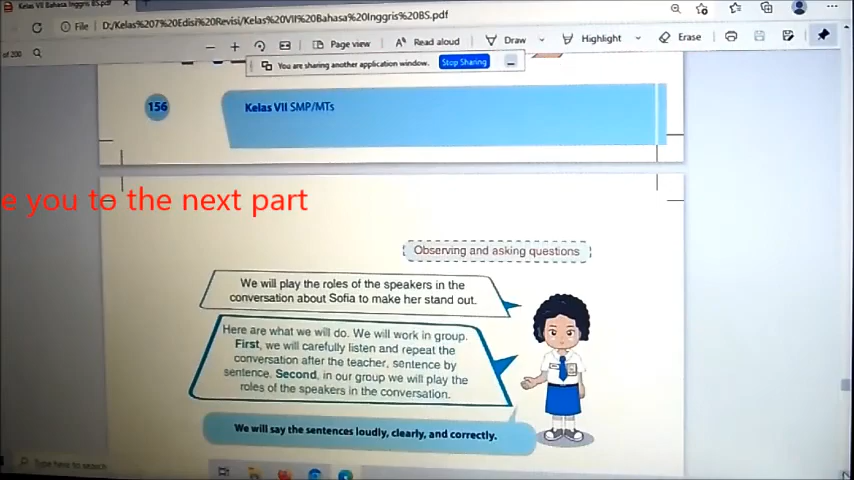 Kelas VII Bahasa Inggris BS.pdf
File D:/Kelas%207%20Edisi%20Revisi/Kelas%20VII%20Bahasa%20Inggris%20BS.pdf
of 200 Page view Read aloud Draw Highlight Erase
You are sharing another application window. Stop Sharing
156 Kelas VII SMP/MTs
e you to the next part
Observing and asking questions
We will play the roles of the speakers in the
conversation about Sofia to make her stand out.
Here are what we will do. We will work in group.
First, we will carefully listen and repeat the
conversation after the teacher, sentence by
sentence. Second, in our group we will play the
roles of the speakers in the conversation.
We will say the sentences loudly, clearly, and correctly.
Type here to search